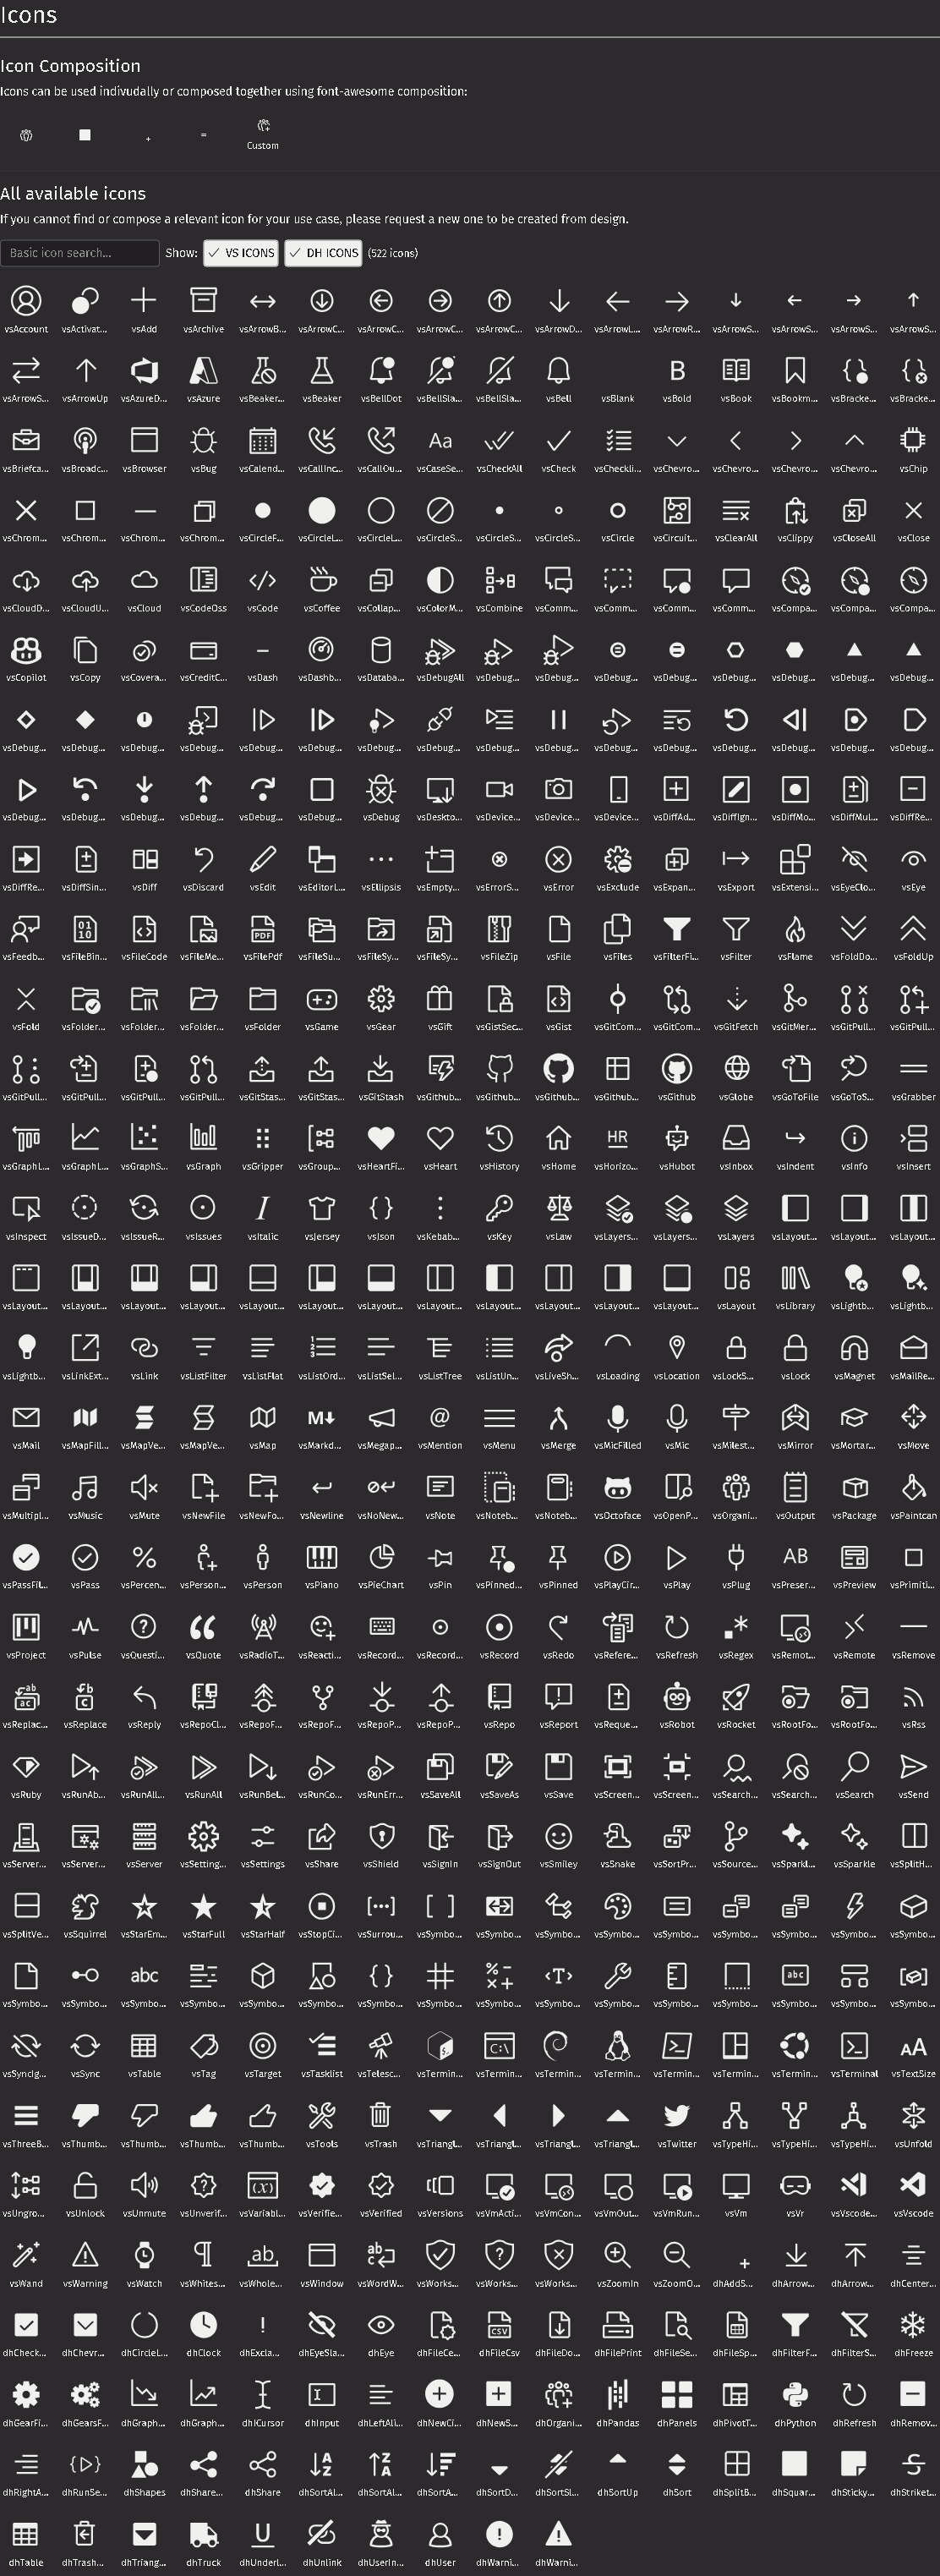 Icons
Icon Composition
Icons can be used indivudally or composed together using font-awesome composition:
+ =
Custom
All available icons
If you cannot find or compose a relevant icon for your use case, please request a new one to be created from design.
Basic icon search... Show: VS ICONS DH ICONS (522 icons)
vsAccount vsActivat... vsAdd vsArchive vsArrowB... vsArrowC... vsArrowC... vsArrowC... vsArrowC... vsArrowD... vsArrowL... vsArrowR... vsArrowS... vsArrowS... vsArrowS... vsArrowS...
B
vsArrowS... vsArrowUp vsAzureD... vsAzure vsBeaker... vsBeaker vsBellDot vsBellSla... vsBellSla... vsBell vsBlank vsBold vsBook vsBookm... vsBracke... vsBracke...
Aa
vsBriefca... vsBroadc... vsBrowser vsBug vsCalend... vsCallInc... vsCallOu... vsCaseSe... vsCheckAll vsCheck vsCheckli... vsChevro... vsChevro... vsChevro... vsChevro... vsChip
vsChrom... vsChrom... vsChrom... vsChrom... vsCircleF... vsCircleL... vsCircleL... vsCircleS... vsCircleS... vsCircleS... vsCircle vsCircuit... vsClearAll vsClippy vsCloseAll vsClose
vsCloudD... vsCloudU... vsCloud vsCodeOss vsCode vsCoffee vsCollap... vsColorM... vsCombine vsComm... vsComm... vsComm... vsComm... vsCompa... vsCompa... vsCompa...
vsCopilot vsCopy vsCovera... vsCreditC... vsDash vsDashb... vsDataba... vsDebugAll vsDebug... vsDebug... vsDebug... vsDebug... vsDebug... vsDebug... vsDebug... vsDebug...
vsDebug... vsDebug... vsDebug... vsDebug... vsDebug... vsDebug... vsDebug... vsDebug... vsDebug... vsDebug... vsDebug... vsDebug... vsDebug... vsDebug... vsDebug... vsDebug...
vsDebug... vsDebug... vsDebug... vsDebug... vsDebug... vsDebug... vsDebug vsDeskto... vsDevice... vsDevice... vsDevice... vsDiffAd... vsDiffIgn... vsDiffMo... vsDiffMul... vsDiffRe...
vsDiffRe... vsDiffSin... vsDiff vsDiscard vsEdit vsEditorL... vsEllipsis vsEmpty... vsErrorS... vsError vsExclude vsExpan... vsExport vsExtensi... vsEyeClo... vsEye
01 10 PDF
vsFeedb... vsFileBin... vsFileCode vsFileMe... vsFilePdf vsFileSu... vsFileSy... vsFileSy... vsFileZip vsFile vsFiles vsFilterFi... vsFilter vsFlame vsFoldDo... vsFoldUp
vsFold vsFolder... vsFolder... vsFolder... vsFolder vsGame vsGear vsGift vsGistSec... vsGist vsGitCom... vsGitCom... vsGitFetch vsGitMer... vsGitPull... vsGitPull...
vsGitPull... vsGitPull... vsGitPull... vsGitPull... vsGitStas... vsGitStas... vsGitStash vsGithub... vsGithub... vsGithub... vsGithub... vsGithub vsGlobe vsGoToFile vsGoToS... vsGrabber
HR
vsGraphL... vsGraphL... vsGraphS... vsGraph vsGripper vsGroup... vsHeartFi... vsHeart vsHistory vsHome vsHorizo... vsHubot vsInbox vsIndent vsInfo vsInsert
I
vsInspect vsIssueD... vsIssueR... vsIssues vsItalic vsJersey vsJson vsKebab... vsKey vsLaw vsLayers... vsLayers... vsLayers vsLayout... vsLayout... vsLayout...
vsLayout... vsLayout... vsLayout... vsLayout... vsLayout... vsLayout... vsLayout... vsLayout... vsLayout... vsLayout... vsLayout... vsLayout... vsLayout vsLibrary vsLightb... vsLightb...
vsLightb... vsLinkExt... vsLink vsListFilter vsListFlat vsListOrd... vsListSel... vsListTree vsListUn... vsLiveSh... vsLoading vsLocation vsLockS... vsLock vsMagnet vsMailRe...
M @
vsMail vsMapFill... vsMapVe... vsMapVe... vsMap vsMarkd... vsMegap... vsMention vsMenu vsMerge vsMicFilled vsMic vsMilest... vsMirror vsMortar... vsMove
vsMultipl... vsMusic vsMute vsNewFile vsNewFo... vsNewline vsNoNew... vsNote vsNoteb... vsNoteb... vsOctoface vsOpenP... vsOrgani... vsOutput vsPackage vsPaintcan
% AB
vsPassFil... vsPass vsPercen... vsPerson... vsPerson vsPiano vsPieChart vsPin vsPinned... vsPinned vsPlayCir... vsPlay vsPlug vsPreser... vsPreview vsPrimiti...
vsProject vsPulse vsQuesti... vsQuote vsRadioT... vsReacti... vsRecord... vsRecord... vsRecord vsRedo vsRefere... vsRefresh vsRegex vsRemot... vsRemote vsRemove
vsReplac... vsReplace vsReply vsRepoCl... vsRepoF... vsRepoF... vsRepoP... vsRepoP... vsRepo vsReport vsReque... vsRobot vsRocket vsRootFo... vsRootFo... vsRss
vsRuby vsRunAb... vsRunAll... vsRunAll vsRunBel... vsRunCo... vsRunErr... vsSaveAll vsSaveAs vsSave vsScreen... vsScreen... vsSearch... vsSearch... vsSearch vsSend
vsServer... vsServer... vsServer vsSetting... vsSettings vsShare vsShield vsSignIn vsSignOut vsSmiley vsSnake vsSortPr... vsSource... vsSparkl... vsSparkle vsSplitH...
vsSplitVe... vsSquirrel vsStarEm... vsStarFull vsStarHalf vsStopCi... vsSurrou... vsSymbo... vsSymbo... vsSymbo... vsSymbo... vsSymbo... vsSymbo... vsSymbo... vsSymbo... vsSymbo...
abc <T> abc
vsSymbo... vsSymbo... vsSymbo... vsSymbo... vsSymbo... vsSymbo... vsSymbo... vsSymbo... vsSymbo... vsSymbo... vsSymbo... vsSymbo... vsSymbo... vsSymbo... vsSymbo... vsSymbo...
C:\ AA
vsSyncIg... vsSync vsTable vsTag vsTarget vsTasklist vsTelesc... vsTermin... vsTermin... vsTermin... vsTermin... vsTermin... vsTermin... vsTermin... vsTerminal vsTextSize
vsThreeB... vsThumb... vsThumb... vsThumb... vsThumb... vsTools vsTrash vsTriangl... vsTriangl... vsTriangl... vsTriangl... vsTwitter vsTypeHi... vsTypeHi... vsTypeHi... vsUnfold
(x)
vsUngro... vsUnlock vsUnmute vsUnverif... vsVariabl... vsVerifie... vsVerified vsVersions vsVmActi... vsVmCon... vsVmOut... vsVmRun... vsVm vsVr vsVscode... vsVscode
ab ab c
vsWand vsWarning vsWatch vsWhites... vsWhole... vsWindow vsWordW... vsWorks... vsWorks... vsWorks... vsZoomIn vsZoomO... dhAddS... dhArrow... dhArrow... dhCenter...
! CSV
dhCheck... dhChevr... dhCircleL... dhClock dhExcla... dhEyeSla... dhEye dhFileCe... dhFileCsv dhFileDo... dhFilePrint dhFileSe... dhFileSp... dhFilterF... dhFilterS... dhFreeze
dhGearFi... dhGearsF... dhGraph... dhGraph... dhICursor dhInput dhLeftAli... dhNewCi... dhNewS... dhOrgani... dhPandas dhPanels dhPivotT... dhPython dhRefresh dhRemov...
A Z Z A S
dhRightA... dhRunSe... dhShapes dhShare... dhShare dhSortAl... dhSortAl... dhSortA... dhSortD... dhSortSl... dhSortUp dhSort dhSplitB... dhSquar... dhSticky... dhStriket...
U
dhTable dhTrash... dhTriang... dhTruck dhUnderl... dhUnlink dhUserIn... dhUser dhWarni... dhWarni...